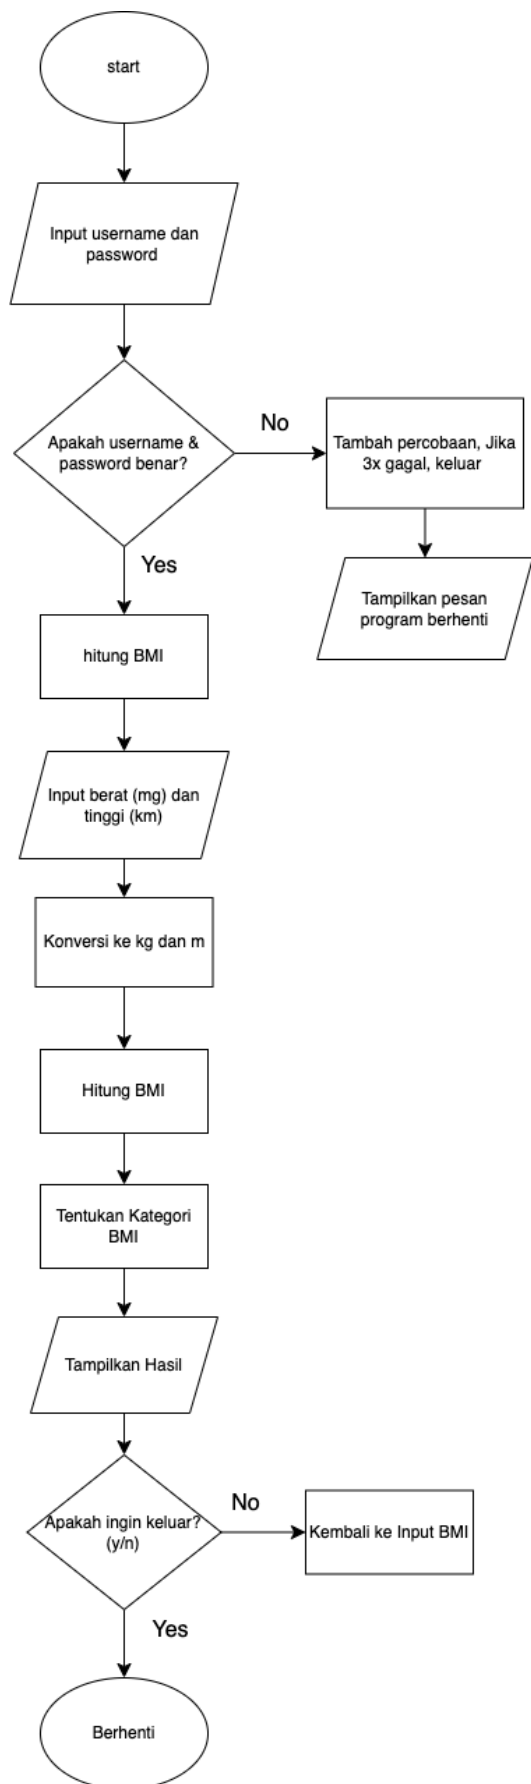 start
Input username dan
password
Apakah username &
password benar?
No
Tambah percobaan, Jika
3x gagal, keluar
Yes
Tampilkan pesan
program berhenti
hitung BMI
Input berat (mg) dan
tinggi (km)
Konversi ke kg dan m
Hitung BMI
Tentukan Kategori
BMI
Tampilkan Hasil
Apakah ingin keluar?
(y/n)
No
Kembali ke Input BMI
Yes
Berhenti